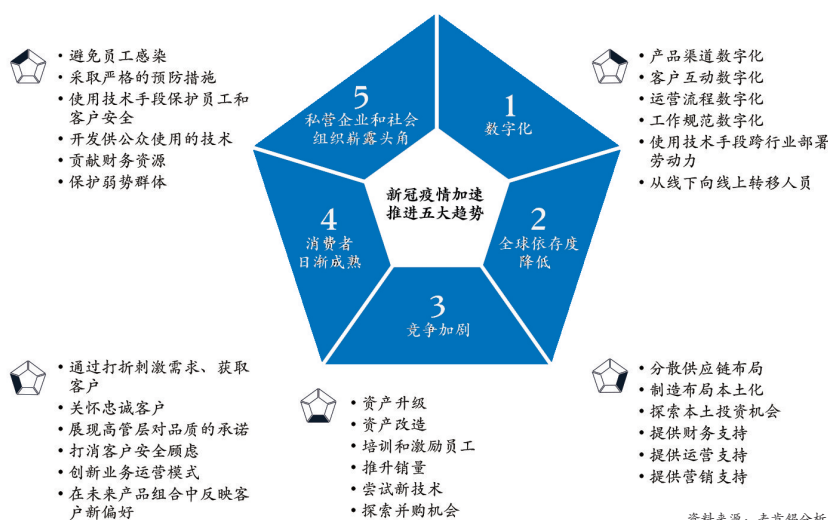 新冠疫情加速
推进五大趋势
1
数字化
• 产品渠道数字化
• 客户互动数字化
• 运营流程数字化
• 工作规范数字化
• 使用技术手段跨行业部署
劳动力
• 从线下向线上转移人员
2
全球依存度
降低
• 分散供应链布局
• 制造布局本土化
• 探索本土投资机会
• 提供财务支持
• 提供运营支持
• 提供营销支持
3
竞争加剧
• 资产升级
• 资产改造
• 培训和激励员工
• 推升销量
• 尝试新技术
• 探索并购机会
4
消费者
日渐成熟
• 通过打折刺激需求、获取
客户
• 关怀忠诚客户
• 展现高管层对品质的承诺
• 打消客户安全顾虑
• 创新业务运营模式
• 在未来产品组合中反映客
户新偏好
5
私营企业和社会
组织崭露头角
• 避免员工感染
• 采取严格的预防措施
• 使用技术手段保护员工和
客户安全
• 开发供公众使用的技术
• 贡献财务资源
• 保护弱势群体
资料来源：麦肯锡分析